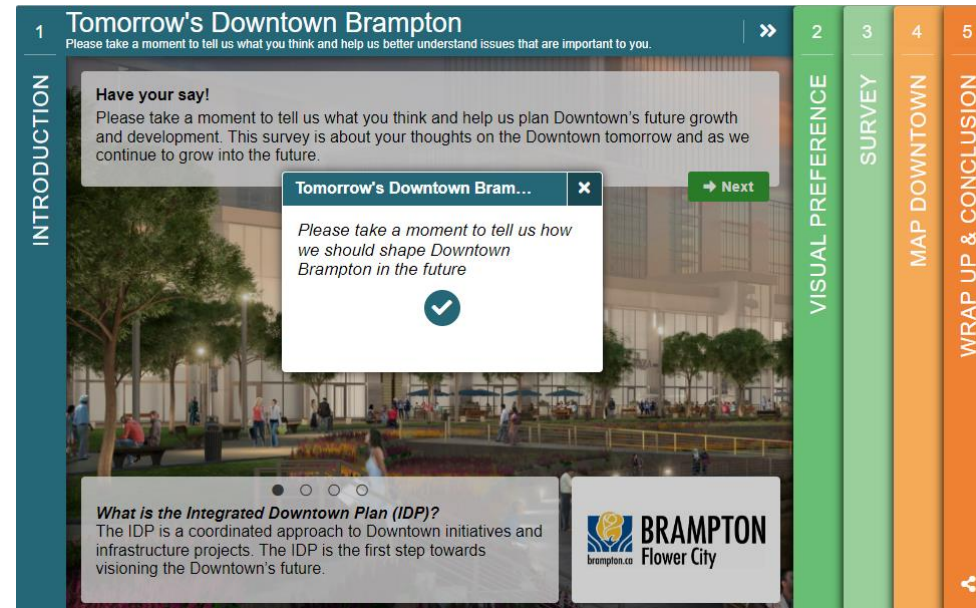 1
INTRODUCTION
Tomorrow's Downtown Brampton
Please take a moment to tell us what you think and help us better understand issues that are important to you.
Have your say!
Please take a moment to tell us what you think and help us plan Downtown's future growth
and development. This survey is about your thoughts on the Downtown tomorrow and as we
continue to grow into the future.
Next
Tomorrow's Downtown Bram...
Please take a moment to tell us how
we should shape Downtown
Brampton in the future
What is the Integrated Downtown Plan (IDP)?
The IDP is a coordinated approach to Downtown initiatives and
infrastructure projects. The IDP is the first step towards
visioning the Downtown's future.
brampton.ca
BRAMPTON
Flower City
2
VISUAL PREFERENCE
3
SURVEY
4
MAP DOWNTOWN
5
WRAP UP & CONCLUSION